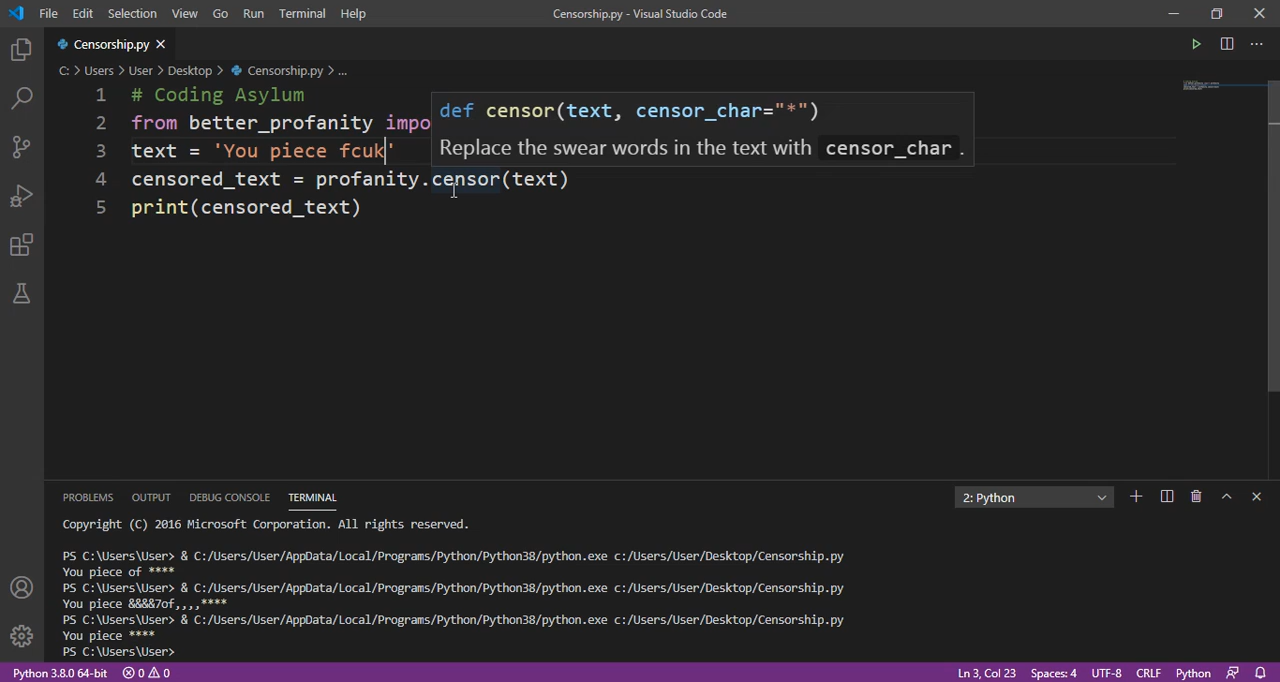 File Edit Selection View Go Run Terminal Help Censorship.py - Visual Studio Code
Censorship.py
C: > Users > User > Desktop > Censorship.py > ...
1 # Coding Asylum
2 from better_profanity impo
3 text = 'You piece fcuk'
4 censored_text = profanity.censor(text)
5 print(censored_text)
def censor(text, censor_char="*")
Replace the swear words in the text with censor_char .
PROBLEMS OUTPUT DEBUG CONSOLE TERMINAL 2: Python
Copyright (C) 2016 Microsoft Corporation. All rights reserved.
PS C:\Users\User> & C:/Users/User/AppData/Local/Programs/Python/Python38/python.exe c:/Users/User/Desktop/Censorship.py
You piece of ****
PS C:\Users\User> & C:/Users/User/AppData/Local/Programs/Python/Python38/python.exe c:/Users/User/Desktop/Censorship.py
You piece &&&&7of,,,,****
PS C:\Users\User> & C:/Users/User/AppData/Local/Programs/Python/Python38/python.exe c:/Users/User/Desktop/Censorship.py
You piece ****
PS C:\Users\User>
Python 3.8.0 64-bit 0 0 Ln 3, Col 23 Spaces: 4 UTF-8 CRLF Python